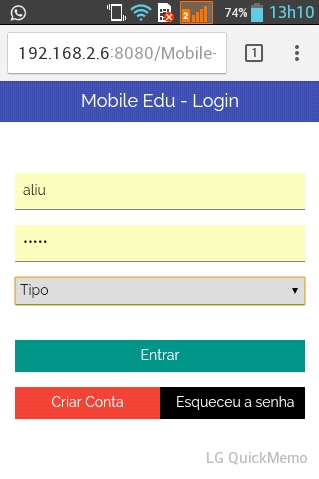 2
74%
13h10
192.168.2.6:8080/Mobile-
1
Mobile Edu - Login
aliu
•••••
Tipo
Entrar
Criar Conta
Esqueceu a senha
LG QuickMemo